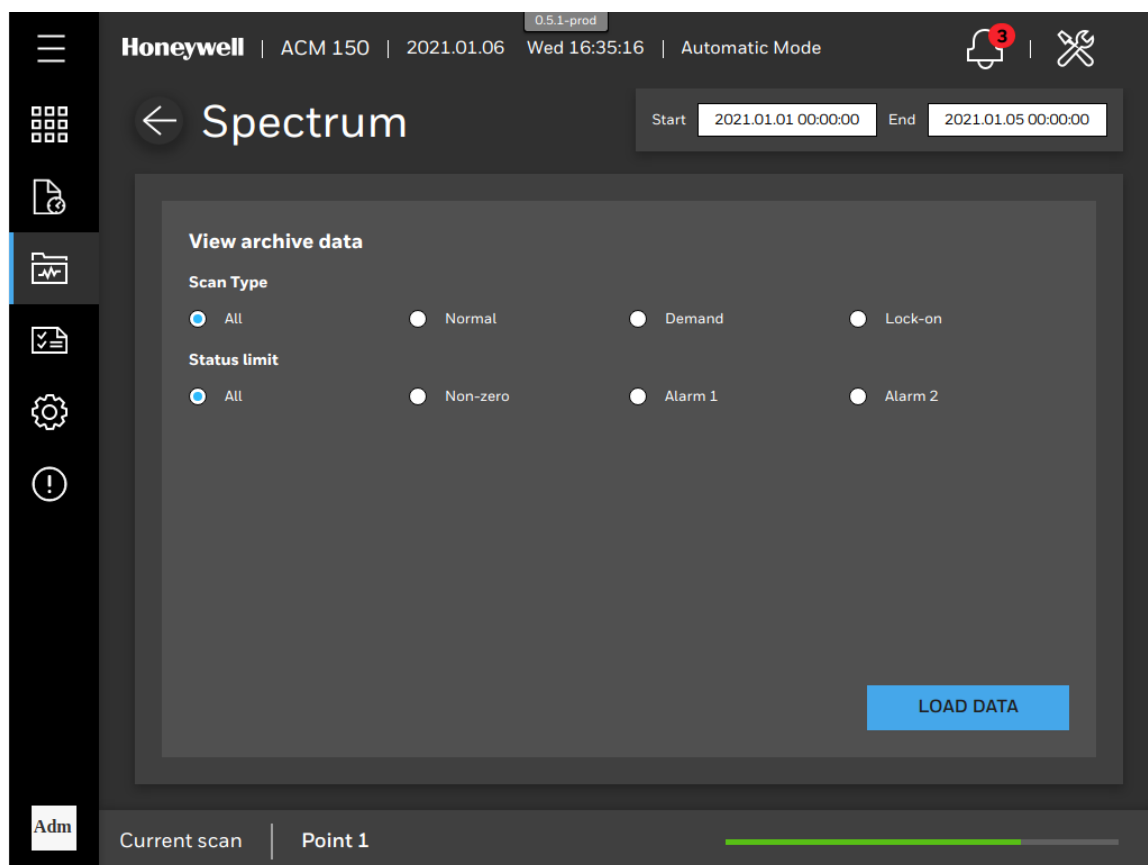 0.5.1-prod
Honeywell | ACM 150 | 2021.01.06 Wed 16:35:16 | Automatic Mode
3
Spectrum
Start 2021.01.01 00:00:00 End 2021.01.05 00:00:00
View archive data
Scan Type
All Normal Demand Lock-on
Status limit
All Non-zero Alarm 1 Alarm 2
LOAD DATA
Adm
Current scan Point 1